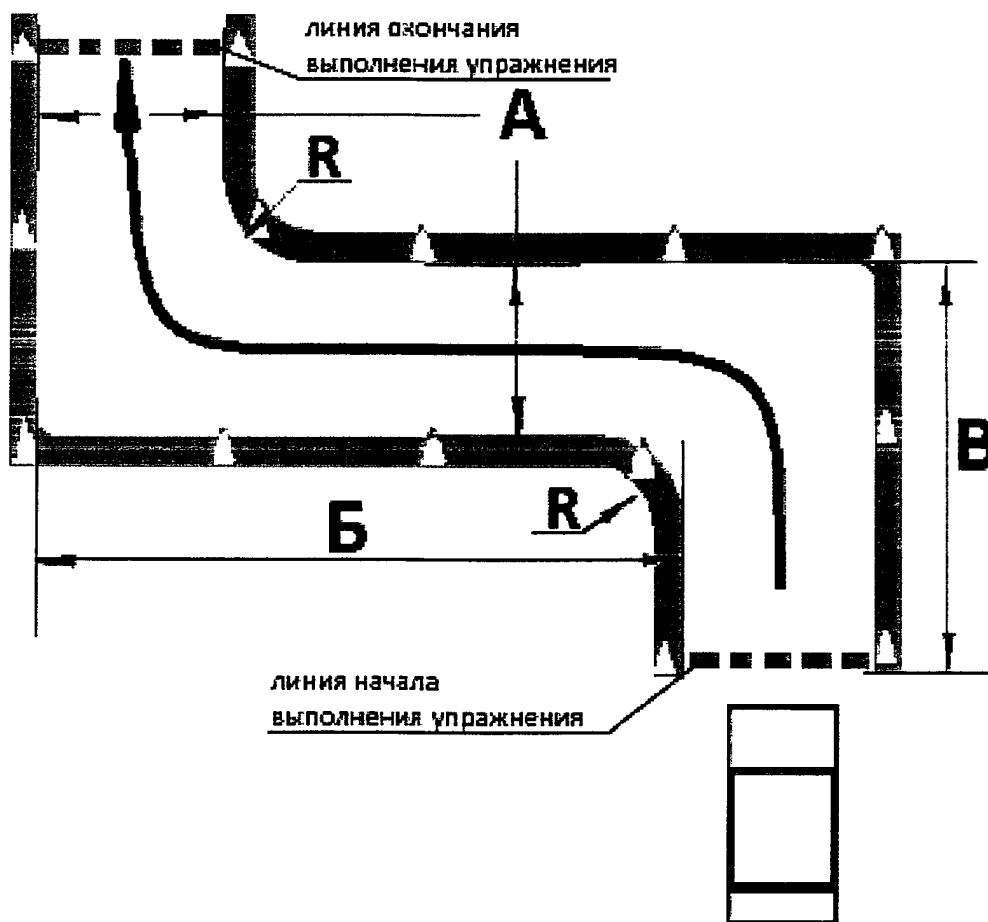 линия окончания
выполнения упражнения
А
R
В
R
Б
линия начала
выполнения упражнения